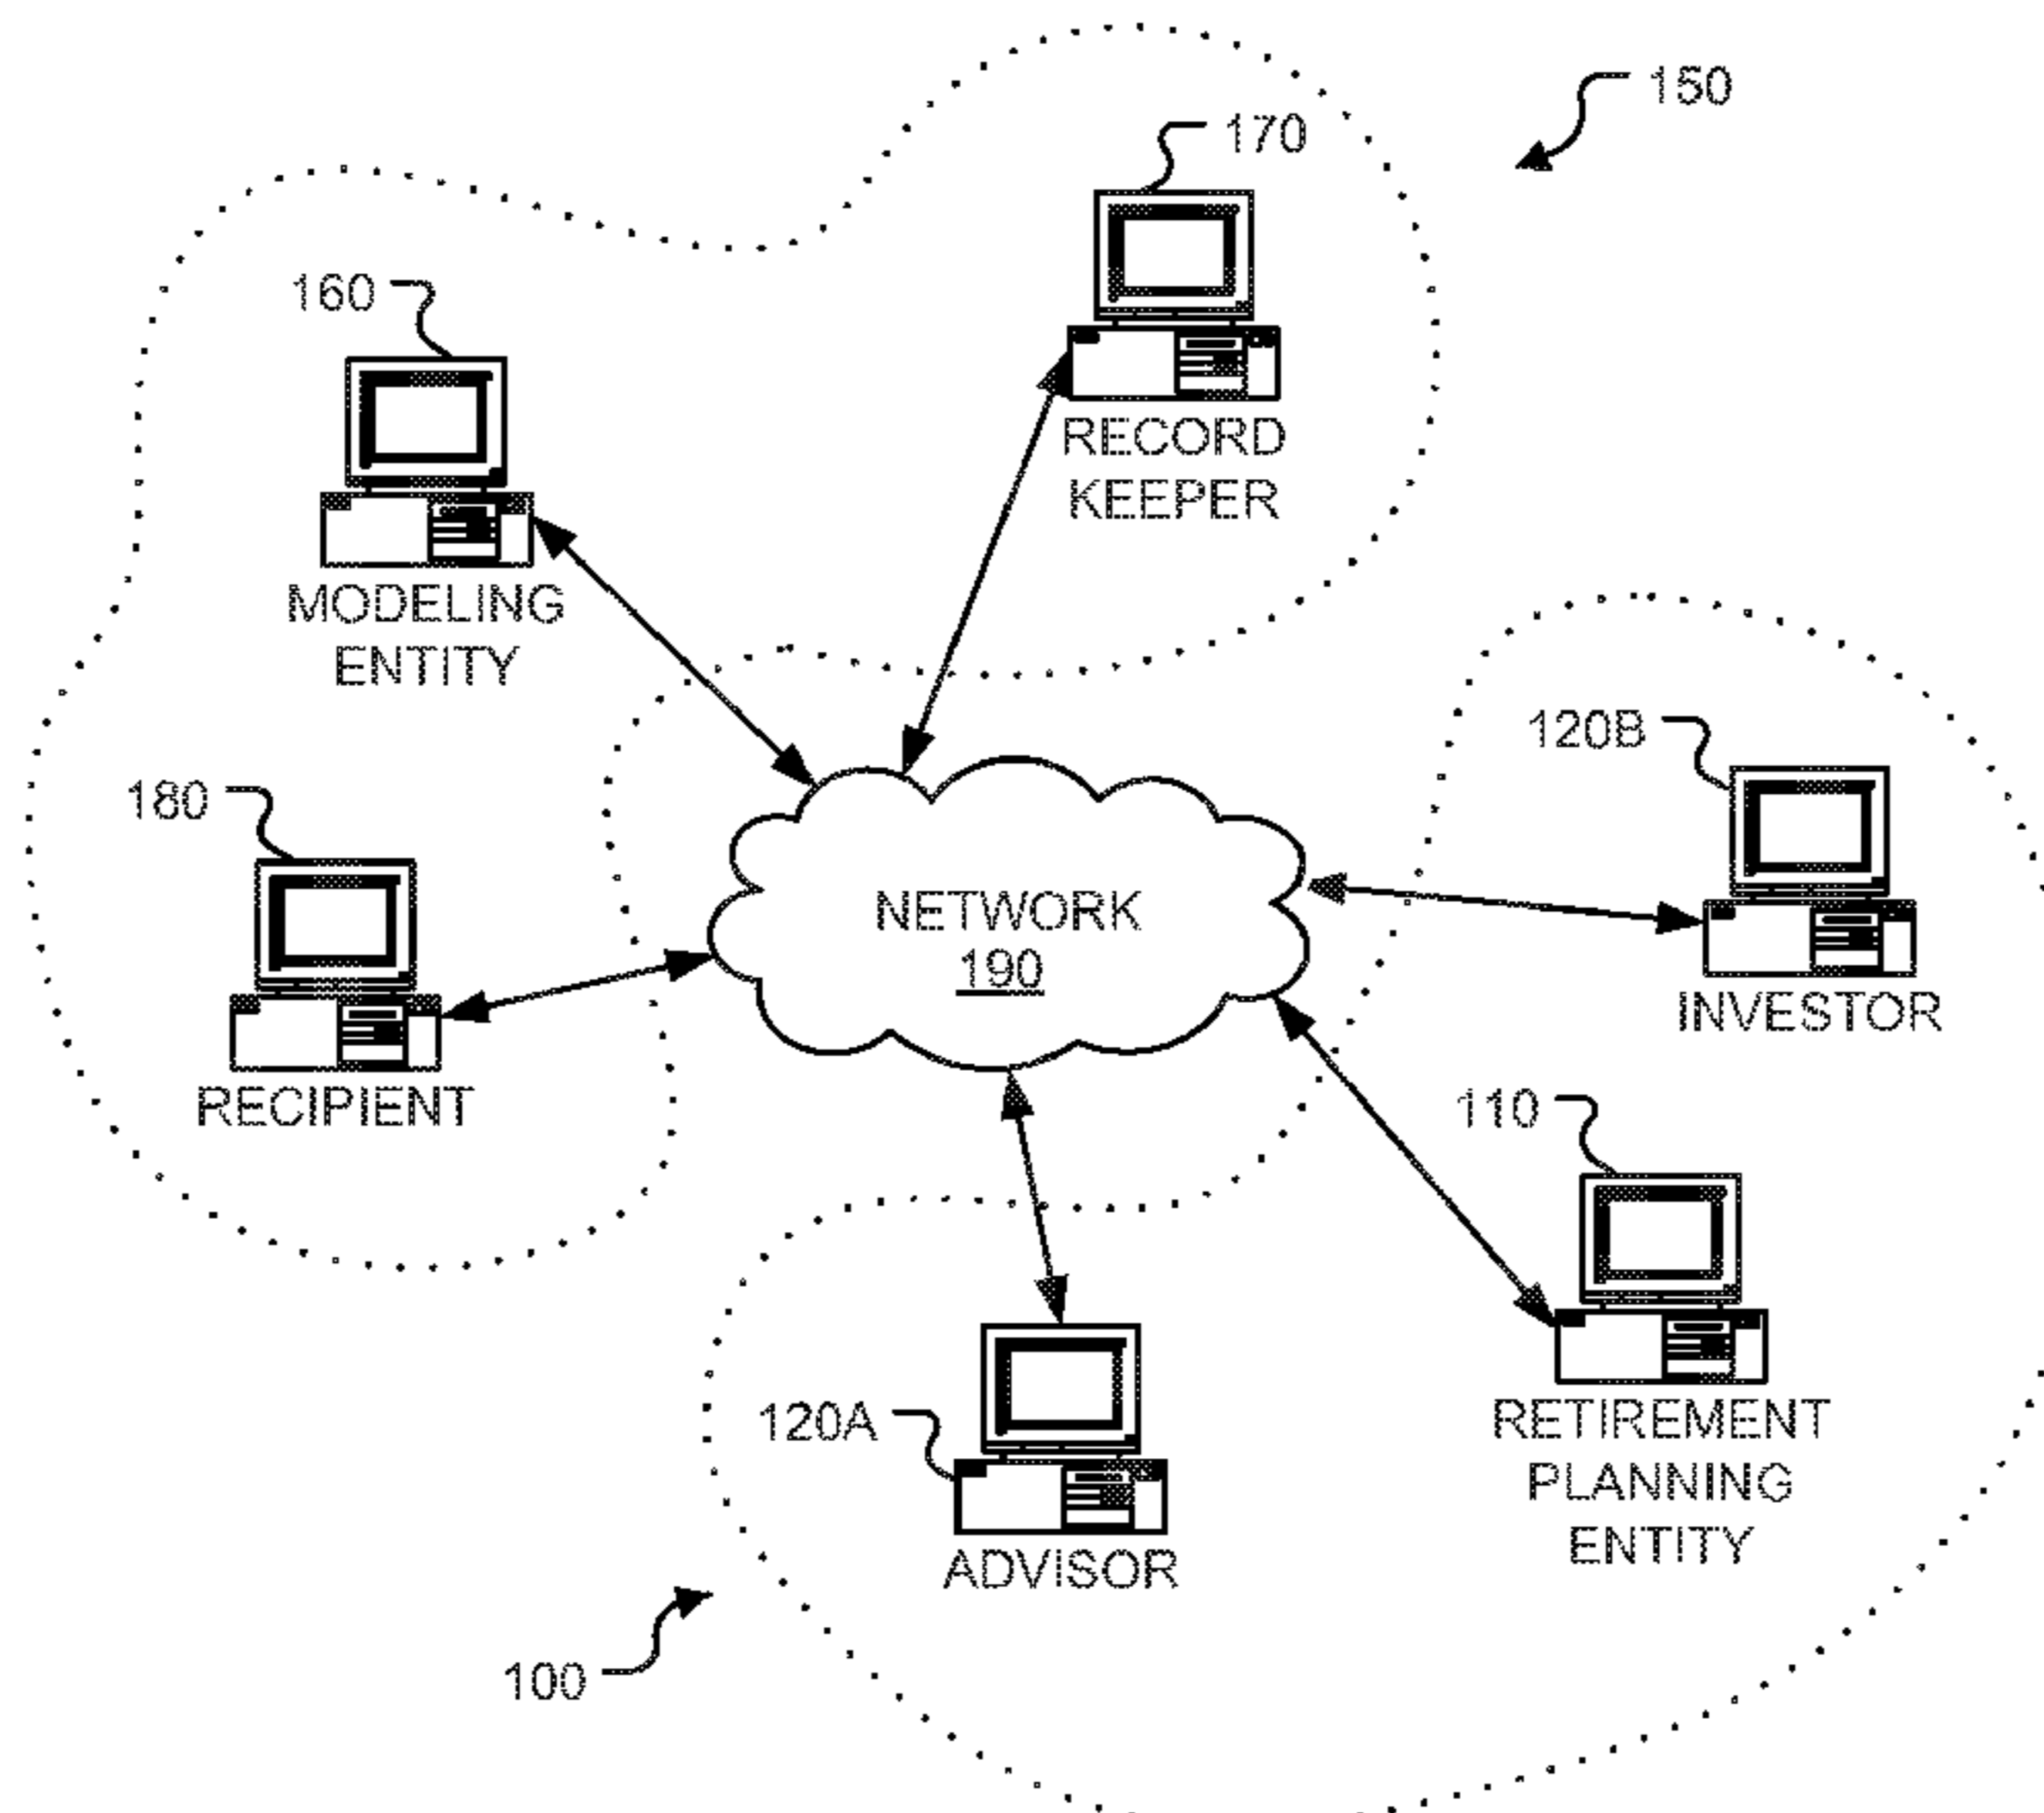 150
170
160
RECORD
KEEPER
MODELING
ENTITY
120B
180
NETWORK
190
INVESTOR
RECIPIENT
110
120A
RETIREMENT
PLANNING
ENTITY
ADVISOR
100